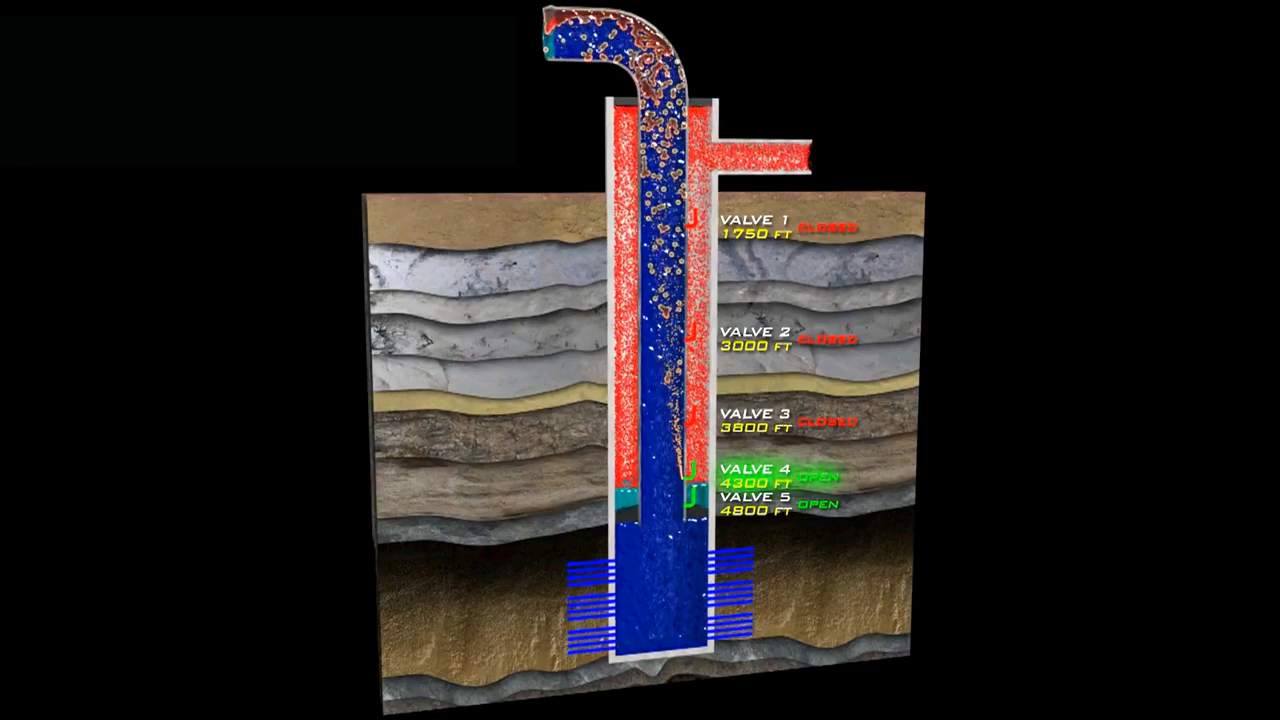 VALVE 1
1750 FT CLOSED
VALVE 2
3000 FT CLOSED
VALVE 3
3800 FT CLOSED
VALVE 4
4300 FT OPEN
VALVE 5
4800 FT OPEN